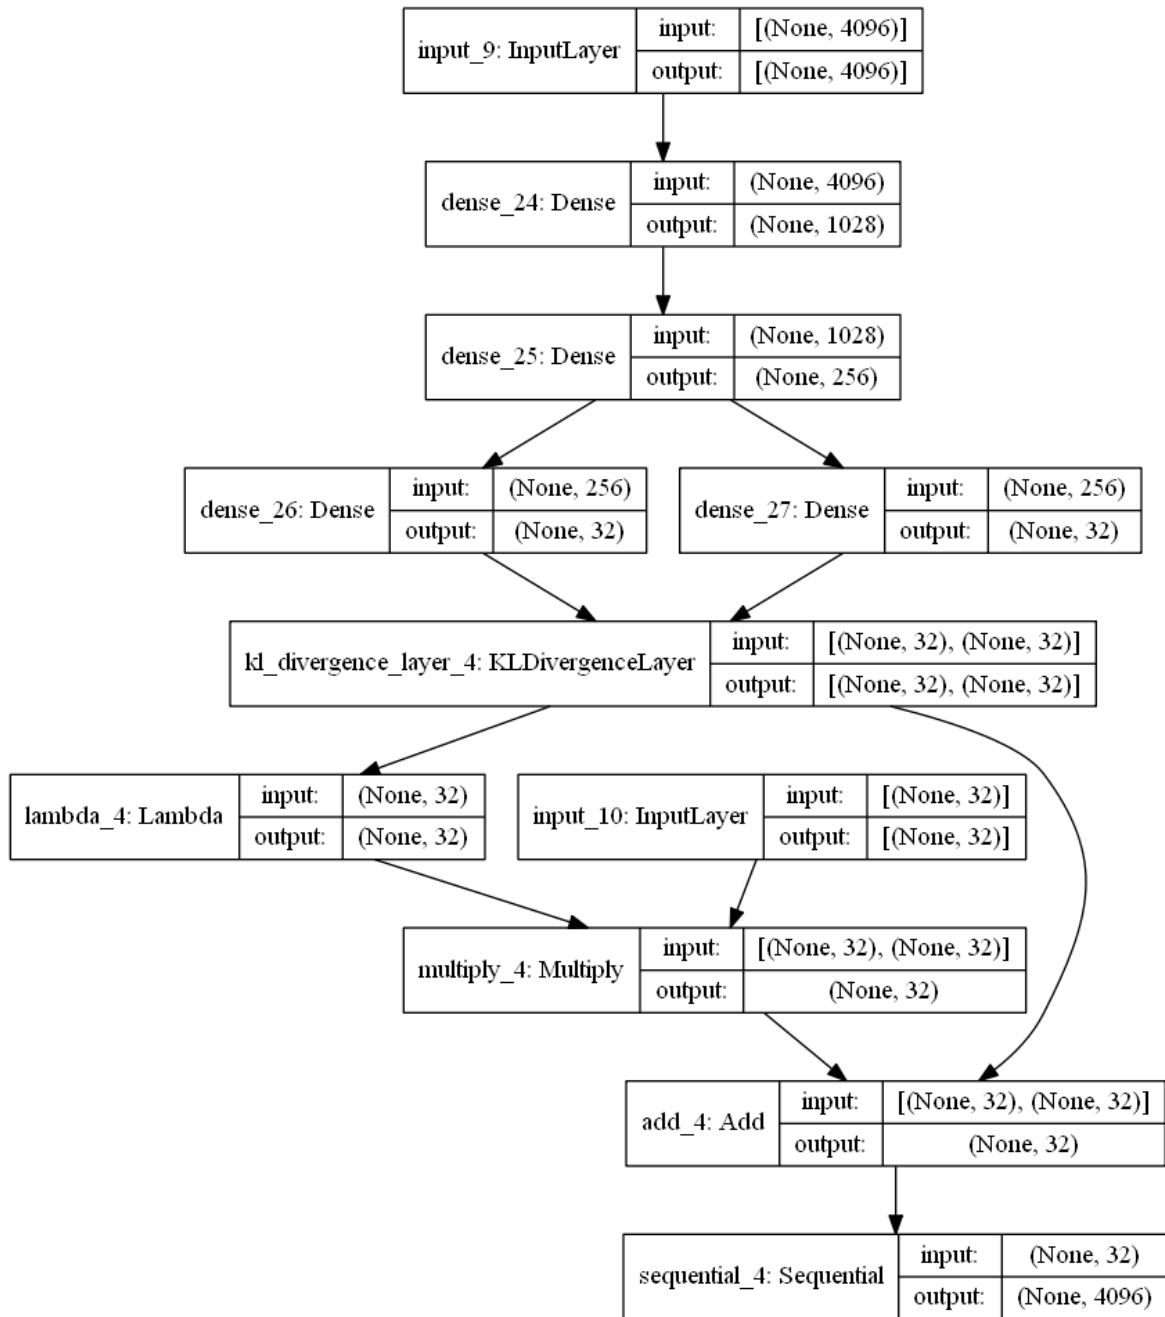 input_9: InputLayer
input: [(None, 4096)]
output: [(None, 4096)]
dense_24: Dense
input: (None, 4096)
output: (None, 1028)
dense_25: Dense
input: (None, 1028)
output: (None, 256)
dense_26: Dense
input: (None, 256)
output: (None, 32)
dense_27: Dense
input: (None, 256)
output: (None, 32)
kl_divergence_layer_4: KLDivergenceLayer
input: [(None, 32), (None, 32)]
output: [(None, 32), (None, 32)]
lambda_4: Lambda
input: (None, 32)
output: (None, 32)
input_10: InputLayer
input: [(None, 32)]
output: [(None, 32)]
multiply_4: Multiply
input: [(None, 32), (None, 32)]
output: (None, 32)
add_4: Add
input: [(None, 32), (None, 32)]
output: (None, 32)
sequential_4: Sequential
input: (None, 32)
output: (None, 4096)